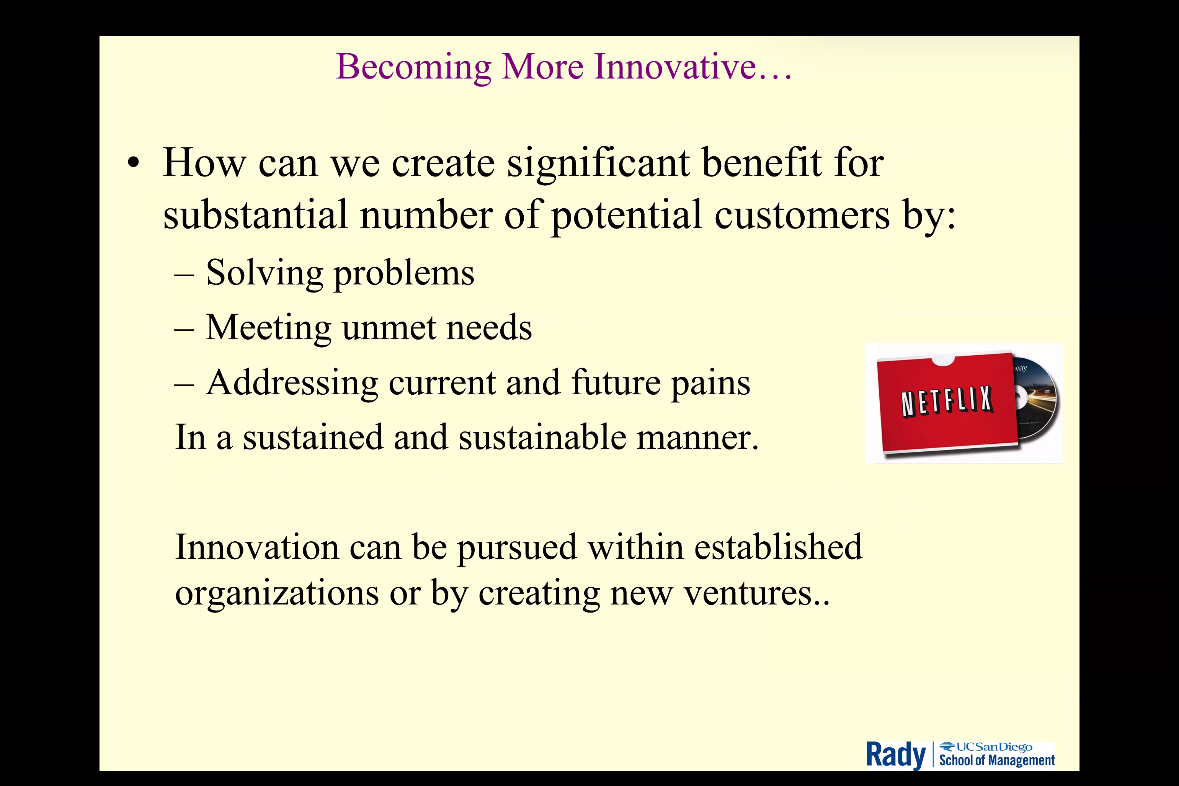 Becoming More Innovative…
• How can we create significant benefit for
substantial number of potential customers by:
– Solving problems
– Meeting unmet needs
– Addressing current and future pains
In a sustained and sustainable manner.
NETFLIX
Innovation can be pursued within established
organizations or by creating new ventures..
Rady UC San Diego
School of Management